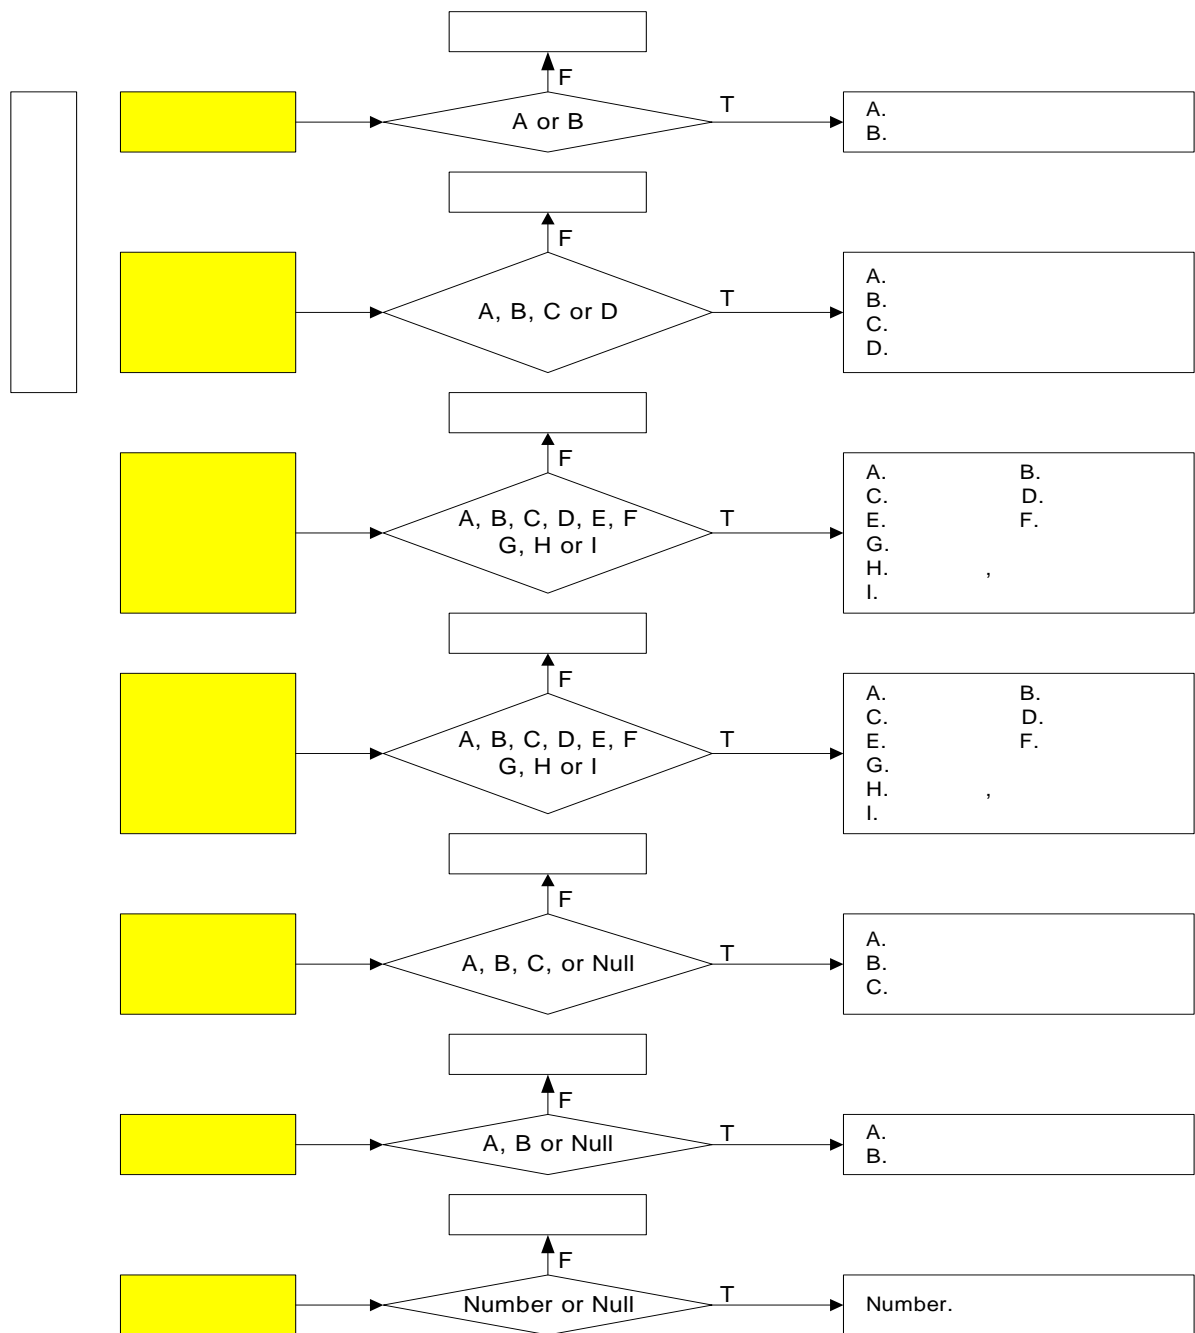 F
A or B
T
A.
B.
F
A, B, C or D
T
A.
B.
C.
D.
F
A, B, C, D, E, F
G, H or I
T
A. B.
C. D.
E. F.
G.
H. ,
I.
F
A, B, C, D, E, F
G, H or I
T
A. B.
C. D.
E. F.
G.
H. ,
I.
F
A, B, C, or Null
T
A.
B.
C.
F
A, B or Null
T
A.
B.
F
Number or Null
T
Number.